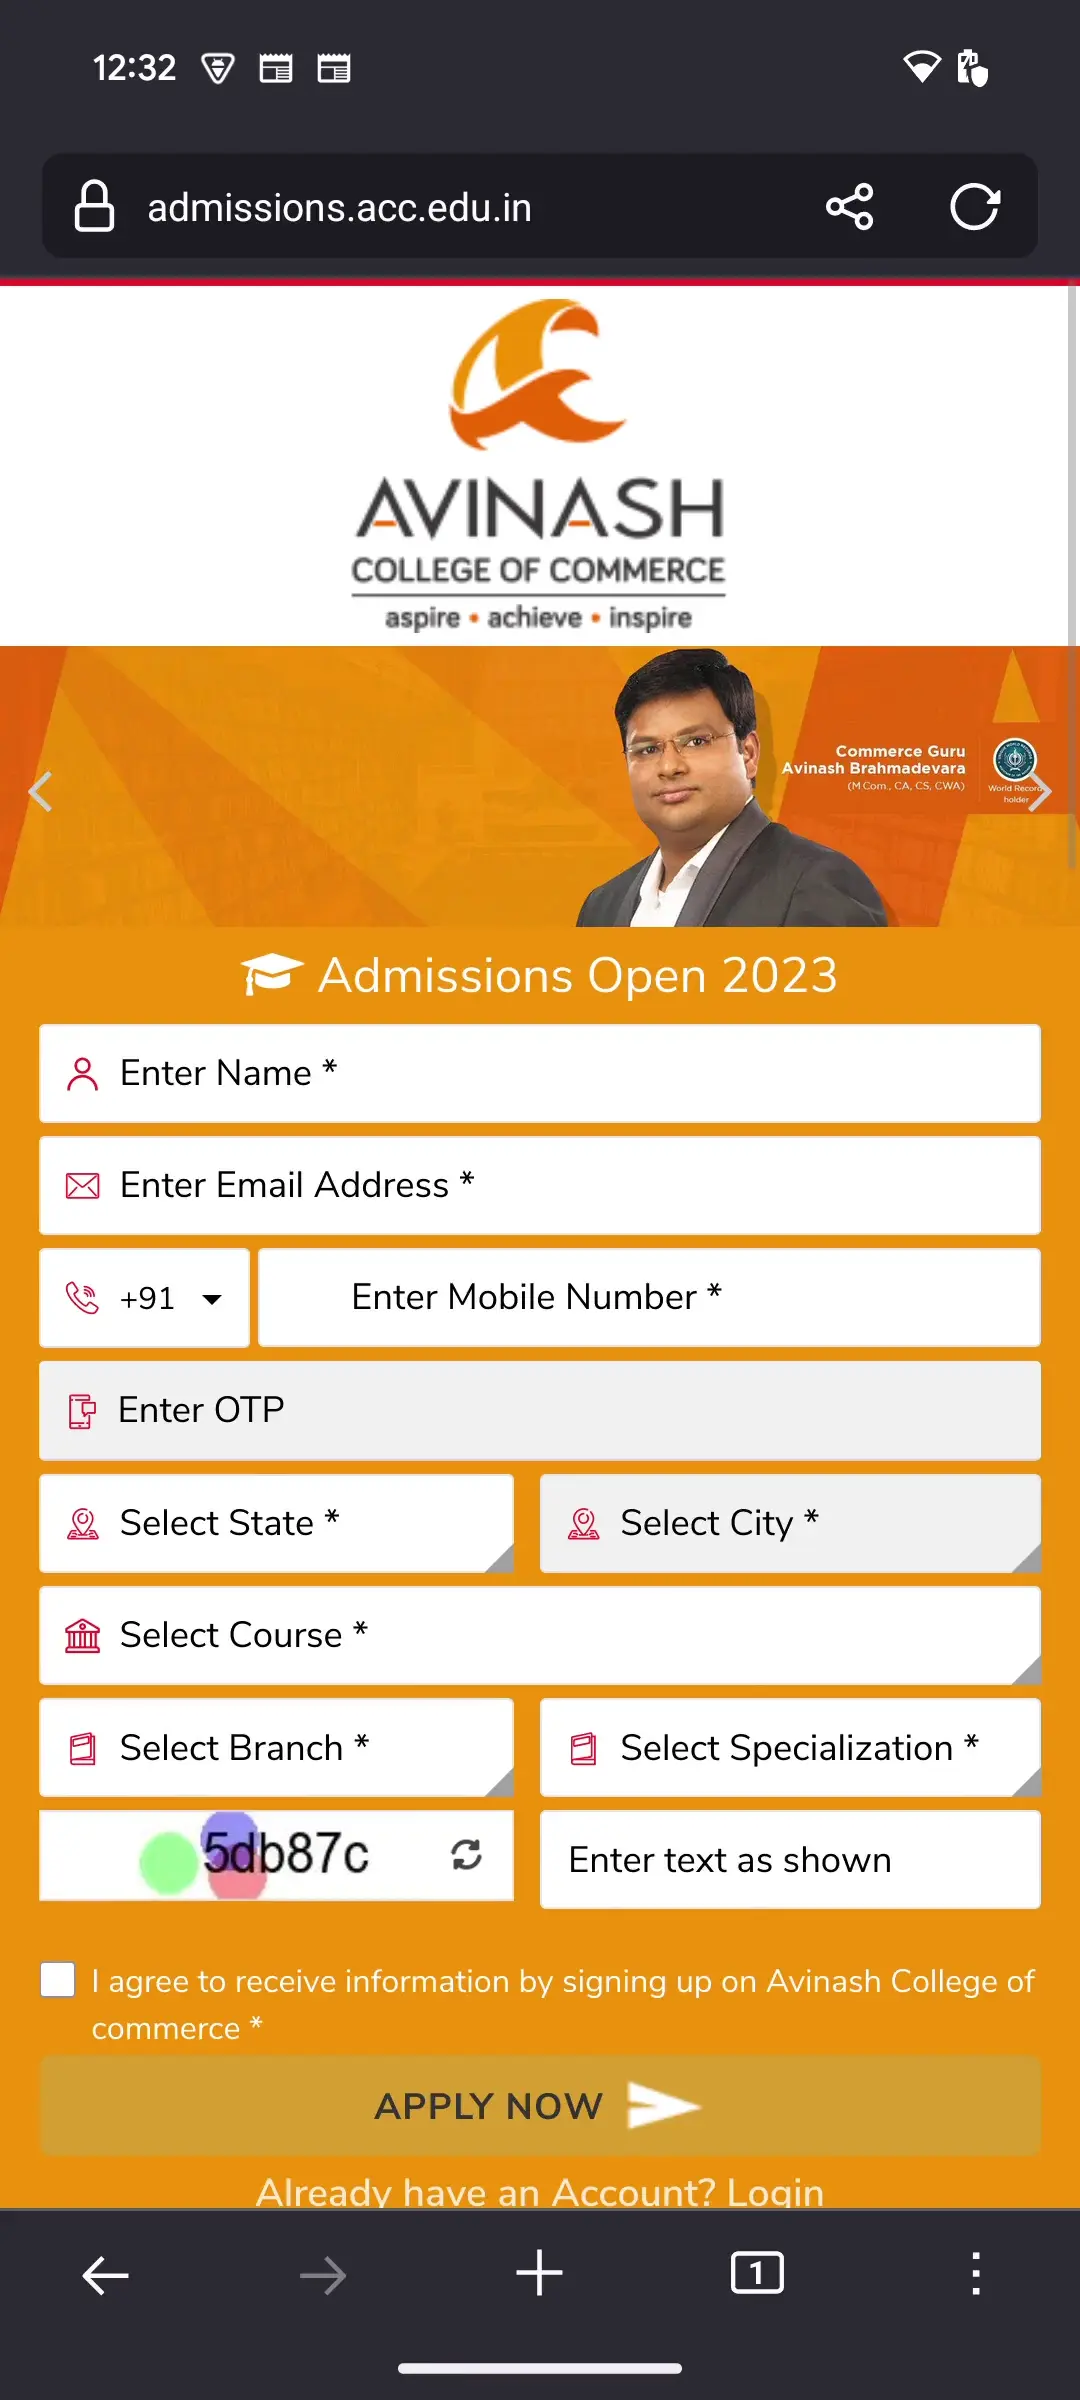 12:32
admissions.acc.edu.in
AVINASH
COLLEGE OF COMMERCE
aspire • achieve • inspire
Commerce Guru
Avinash Brahmadevara
(M Com., CA, CS, CWA)
World Record
holder
Admissions Open 2023
Enter Name *
Enter Email Address *
+91
Enter Mobile Number *
Enter OTP
Select State *
Select City *
Select Course *
Select Branch *
Select Specialization *
5db87c
Enter text as shown
I agree to receive information by signing up on Avinash College of
commerce *
APPLY NOW
Already have an Account? Login
1